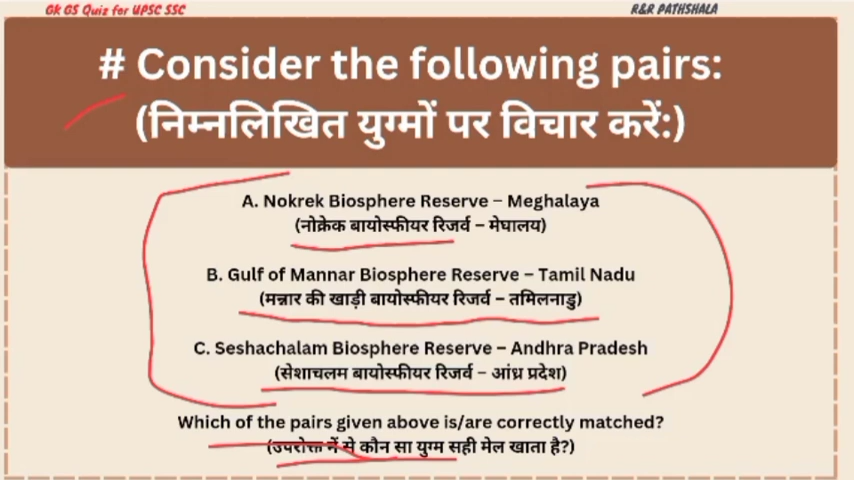 GK GS Quiz for UPSC SSC
R&R PATHSHALA
# Consider the following pairs:
(निम्नलिखित युग्मों पर विचार करें:)
A. Nokrek Biosphere Reserve – Meghalaya
(नोक्रेक बायोस्फीयर रिजर्व – मेघालय)
B. Gulf of Mannar Biosphere Reserve – Tamil Nadu
(मन्नार की खाड़ी बायोस्फीयर रिजर्व – तमिलनाडु)
C. Seshachalam Biosphere Reserve – Andhra Pradesh
(सेशाचलम बायोस्फीयर रिजर्व – आंध्र प्रदेश)
Which of the pairs given above is/are correctly matched?
(उपरोक्त में से कौन सा युग्म सही मेल खाता है?)